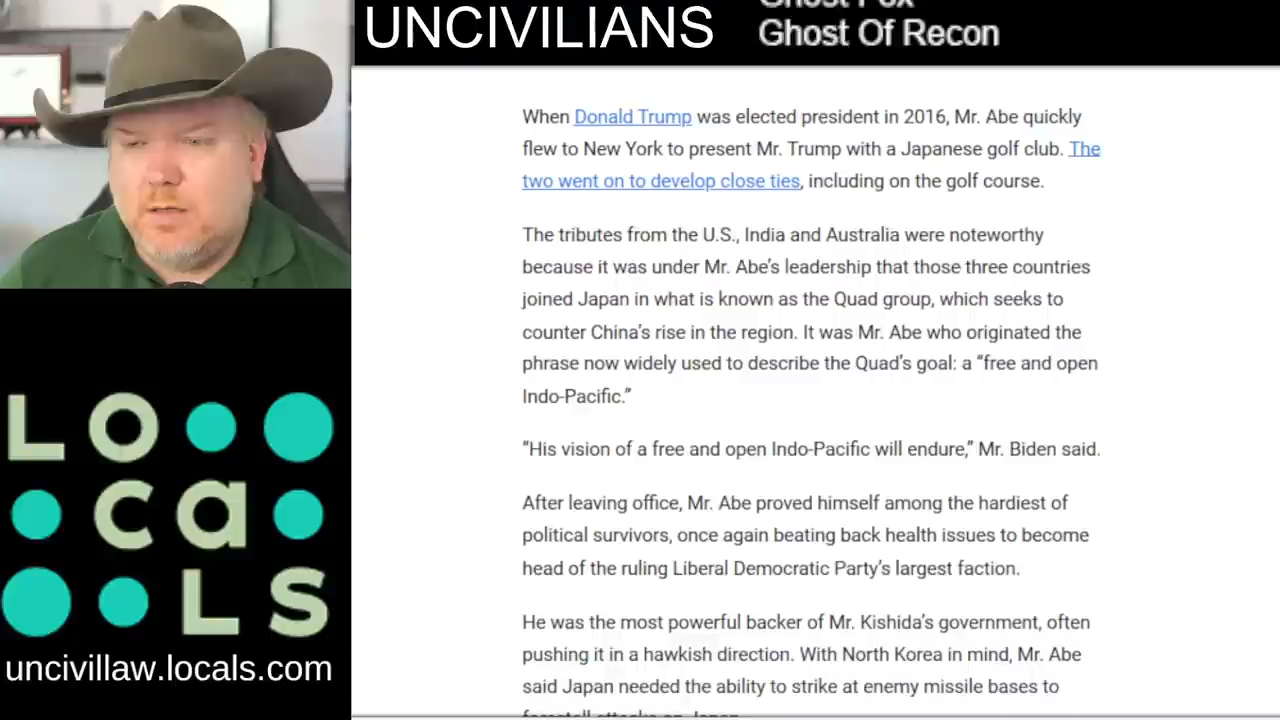 UNCIVILIANS
Ghost Fox
Ghost Of Recon
When Donald Trump was elected president in 2016, Mr. Abe quickly
flew to New York to present Mr. Trump with a Japanese golf club. The
two went on to develop close ties, including on the golf course.
The tributes from the U.S., India and Australia were noteworthy
because it was under Mr. Abe’s leadership that those three countries
joined Japan in what is known as the Quad group, which seeks to
counter China’s rise in the region. It was Mr. Abe who originated the
phrase now widely used to describe the Quad’s goal: a “free and open
Indo-Pacific.”
“His vision of a free and open Indo-Pacific will endure,” Mr. Biden said.
After leaving office, Mr. Abe proved himself among the hardiest of
political survivors, once again beating back health issues to become
head of the ruling Liberal Democratic Party’s largest faction.
He was the most powerful backer of Mr. Kishida’s government, often
pushing it in a hawkish direction. With North Korea in mind, Mr. Abe
said Japan needed the ability to strike at enemy missile bases to
forestall attacks on Japan.
LO
Ca
LS
uncivillaw.locals.com